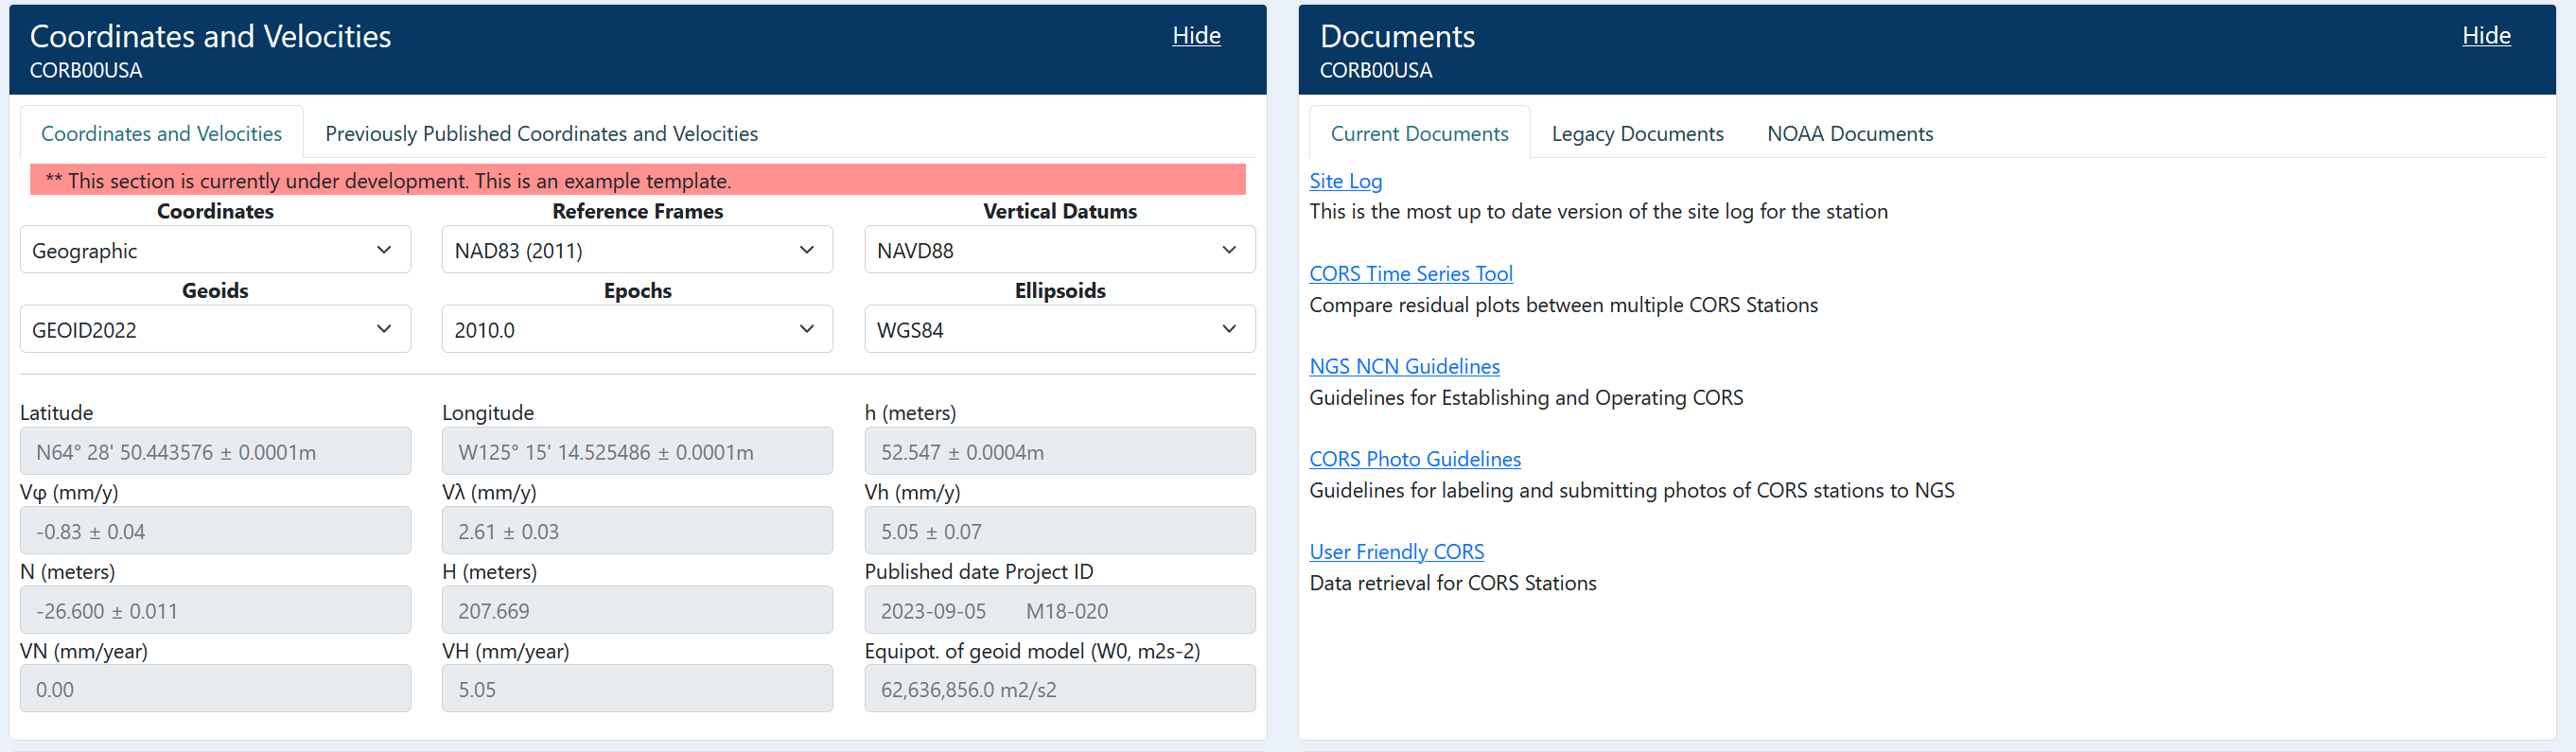 Coordinates and Velocities
Hide
CORB00USA
Coordinates and Velocities
Previously Published Coordinates and Velocities
** This section is currently under development. This is an example template.
Coordinates
Reference Frames
Vertical Datums
Geographic
NAD83 (2011)
NAVD88
Geoids
Epochs
Ellipsoids
GEOID2022
2010.0
WGS84
Latitude
Longitude
h (meters)
N64° 28' 50.443576 ± 0.0001m
W125° 15' 14.525486 ± 0.0001m
52.547 ± 0.0004m
Vφ (mm/y)
Vλ (mm/y)
Vh (mm/y)
-0.83 ± 0.04
2.61 ± 0.03
5.05 ± 0.07
N (meters)
H (meters)
Published date Project ID
-26.600 ± 0.011
207.669
2023-09-05 M18-020
VN (mm/year)
VH (mm/year)
Equipot. of geoid model (W0, m2s-2)
0.00
5.05
62,636,856.0 m2/s2
Documents
Hide
CORB00USA
Current Documents
Legacy Documents
NOAA Documents
Site Log
This is the most up to date version of the site log for the station
CORS Time Series Tool
Compare residual plots between multiple CORS Stations
NGS NCN Guidelines
Guidelines for Establishing and Operating CORS
CORS Photo Guidelines
Guidelines for labeling and submitting photos of CORS stations to NGS
User Friendly CORS
Data retrieval for CORS Stations